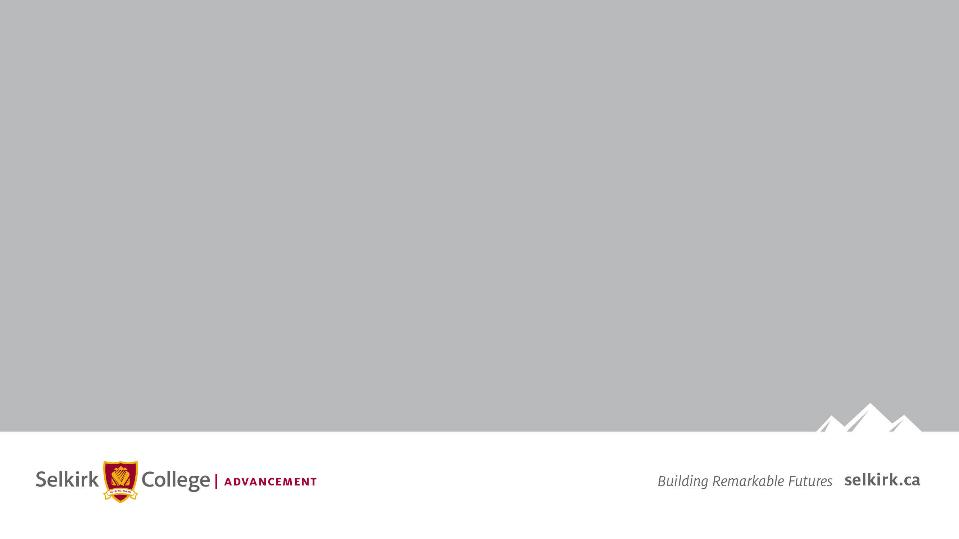 Selkirk College | ADVANCEMENT
Building Remarkable Futures selkirk.ca